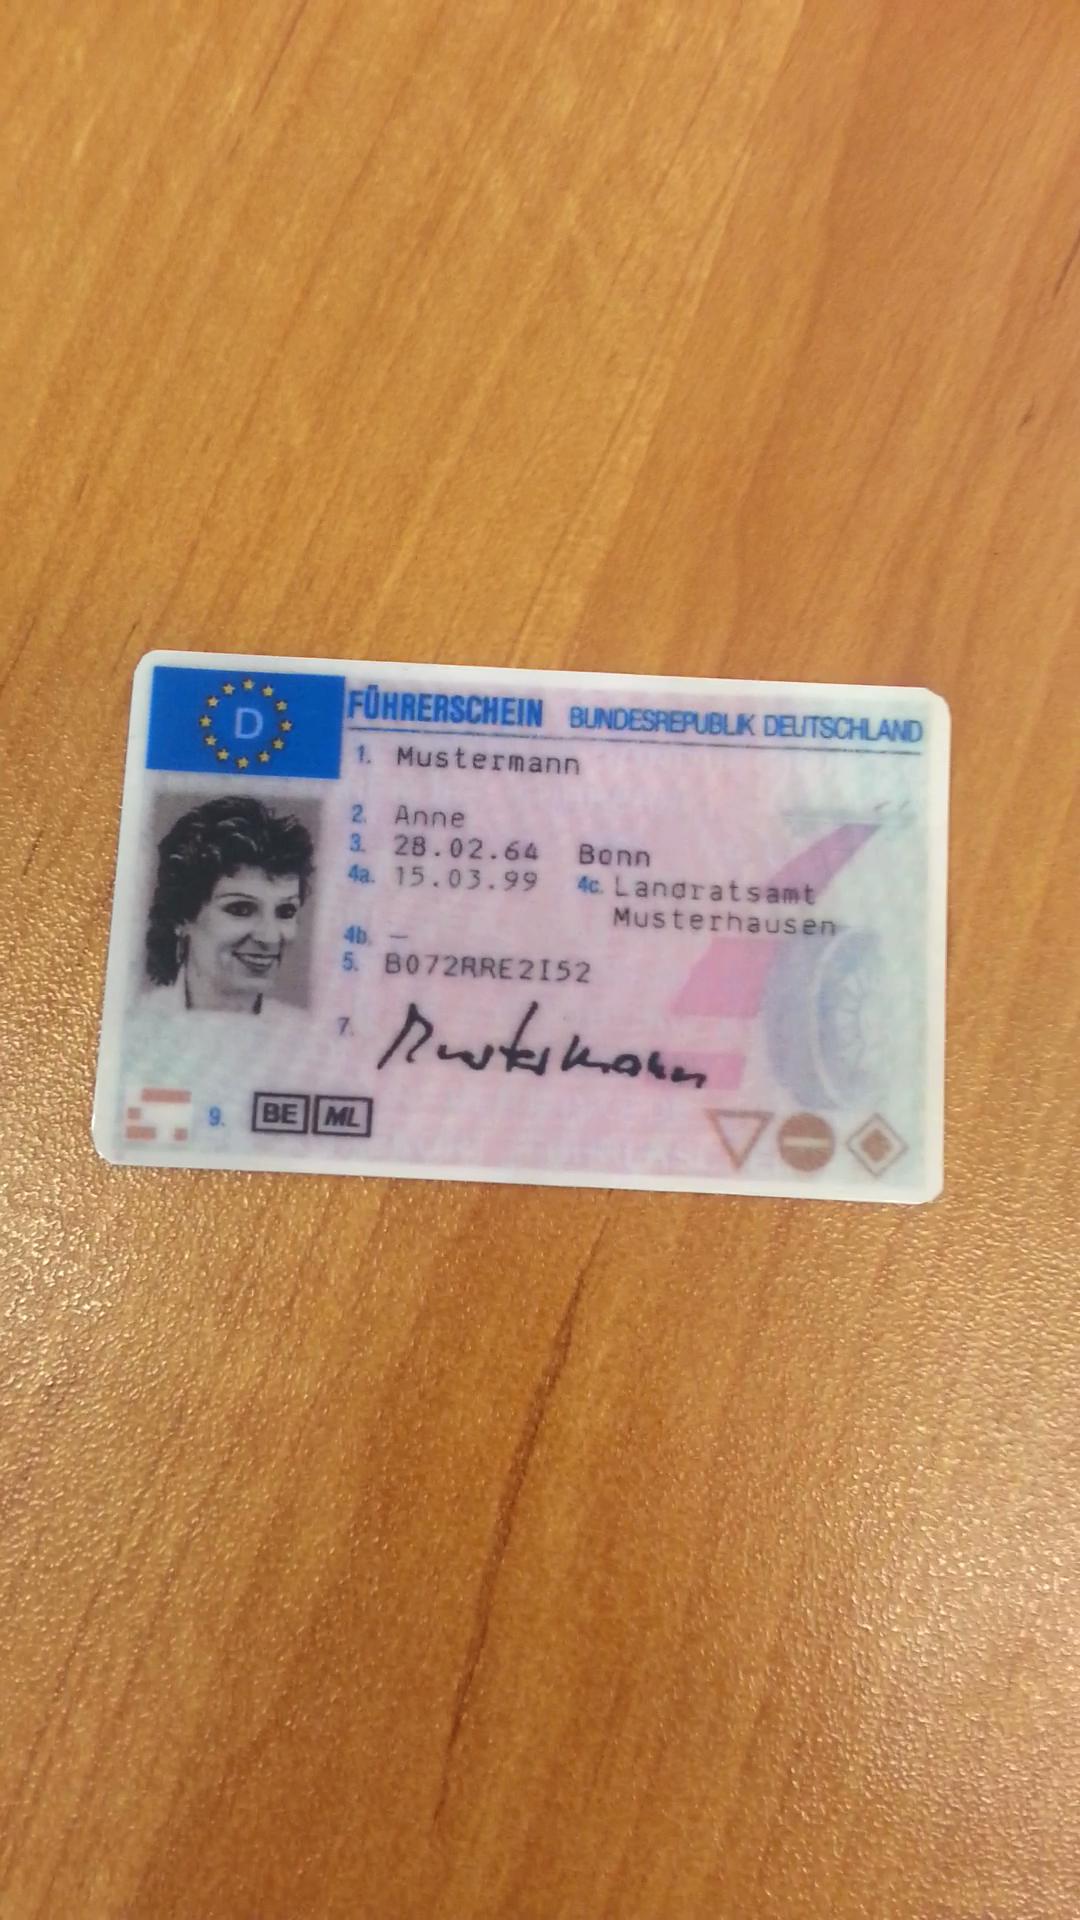 D
FÜHRERSCHEIN BUNDESREPUBLIK DEUTSCHLAND
1. Mustermann
2. Anne
3. 28.02.64 Bonn
4a. 15.03.99 4c. Landratsamt
Musterhausen
4b. —
5. B072RRE2I52
7. Mustermann
9. BE ML